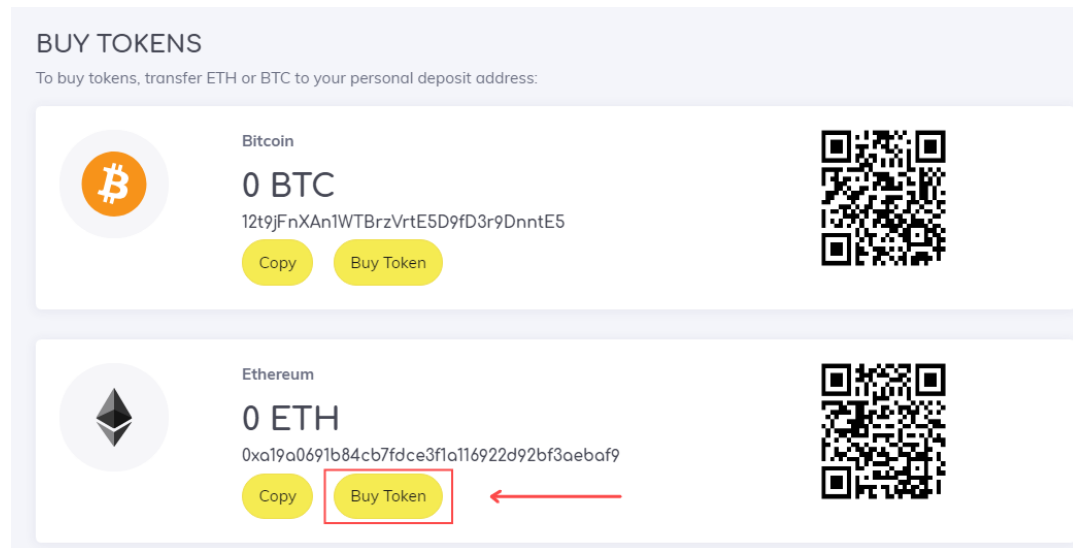 BUY TOKENS
To buy tokens, transfer ETH or BTC to your personal deposit address:
Bitcoin
0 BTC
12t9jFnXAn1WTBrzVrtE5D9fD3r9DnntE5
Copy Buy Token
Ethereum
0 ETH
0xa19a0691b84cb7fdce3f1a116922d92bf3aebaf9
Copy Buy Token